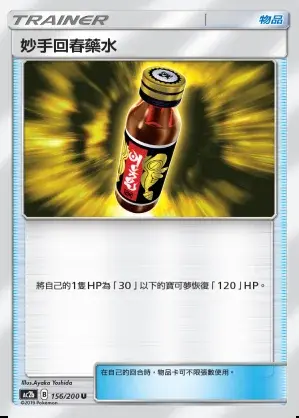 TRAINER 物品
妙手回春藥水
將自己的1隻HP為「30」以下的寶可夢恢復「120」HP。
Illus.Ayaka Yoshida
在自己的回合時，物品卡可不限張數使用。
AC2b B 156/200 U
©2019 Pokémon